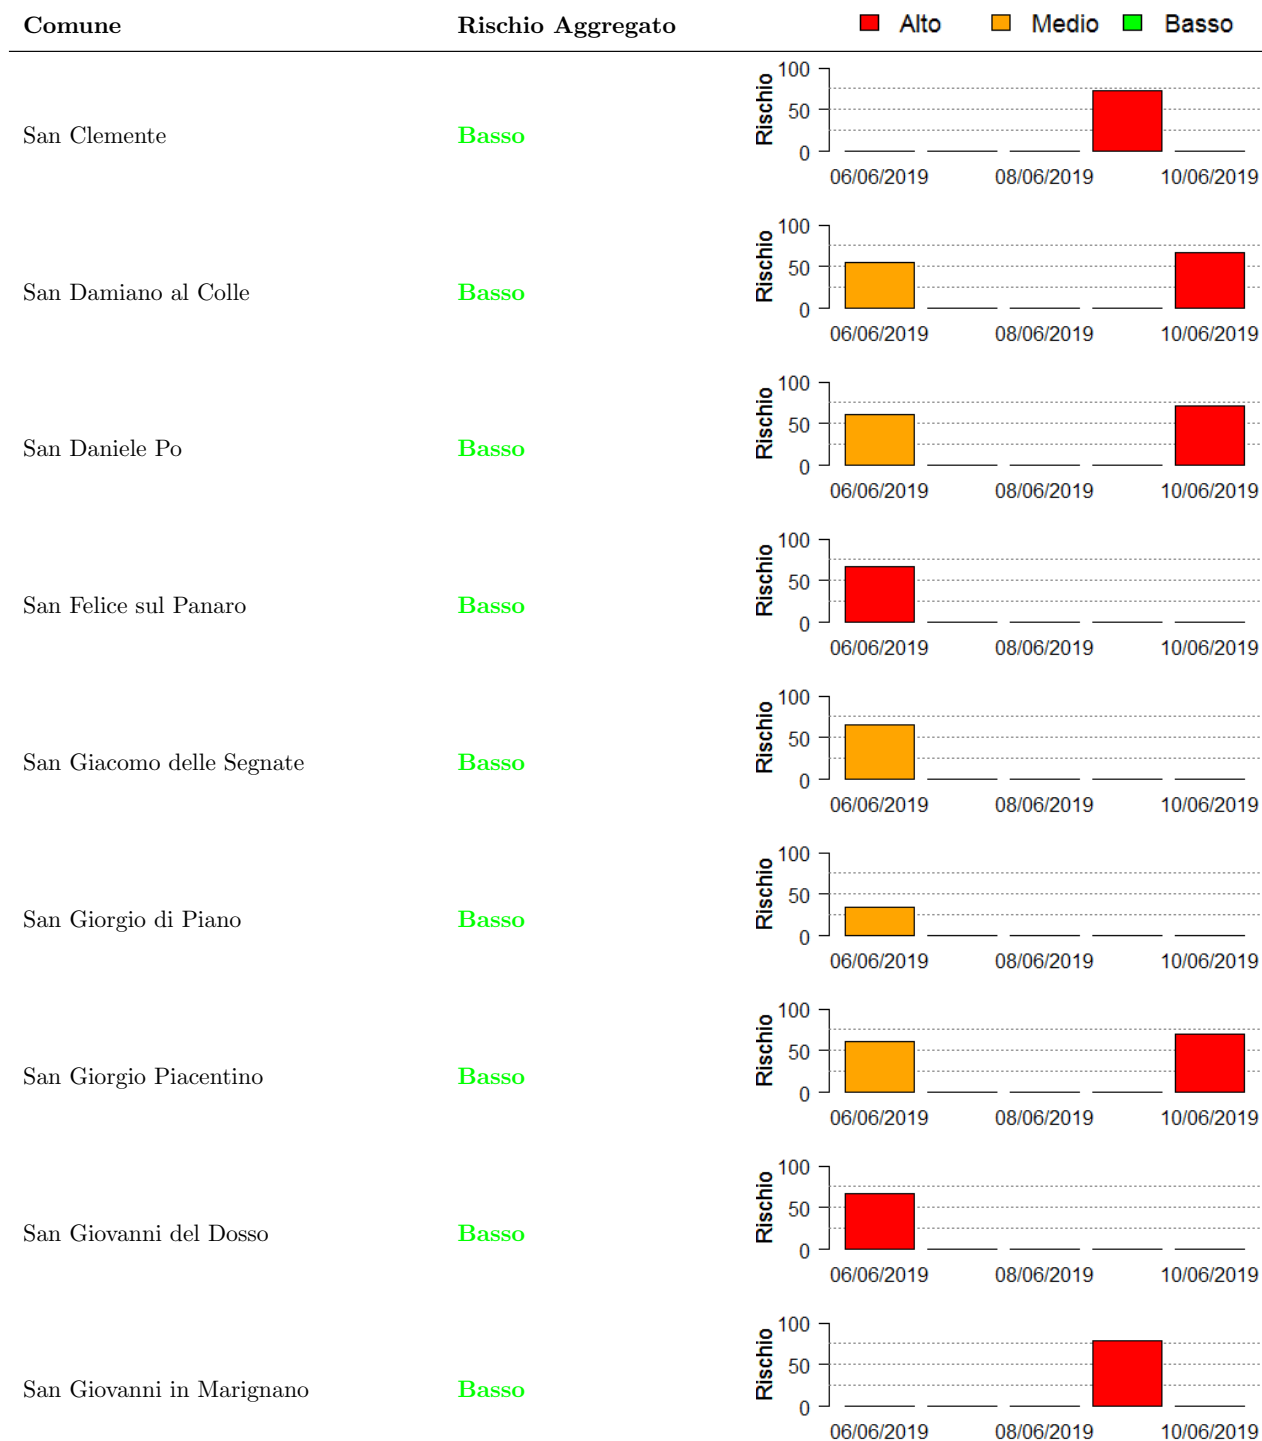 Comune Rischio Aggregato Alto Medio Basso
San Clemente Basso
Rischio
100
50
0
06/06/2019 08/06/2019 10/06/2019
San Damiano al Colle Basso
Rischio
100
50
0
06/06/2019 08/06/2019 10/06/2019
San Daniele Po Basso
Rischio
100
50
0
06/06/2019 08/06/2019 10/06/2019
San Felice sul Panaro Basso
Rischio
100
50
0
06/06/2019 08/06/2019 10/06/2019
San Giacomo delle Segnate Basso
Rischio
100
50
0
06/06/2019 08/06/2019 10/06/2019
San Giorgio di Piano Basso
Rischio
100
50
0
06/06/2019 08/06/2019 10/06/2019
San Giorgio Piacentino Basso
Rischio
100
50
0
06/06/2019 08/06/2019 10/06/2019
San Giovanni del Dosso Basso
Rischio
100
50
0
06/06/2019 08/06/2019 10/06/2019
San Giovanni in Marignano Basso
Rischio
100
50
0
06/06/2019 08/06/2019 10/06/2019